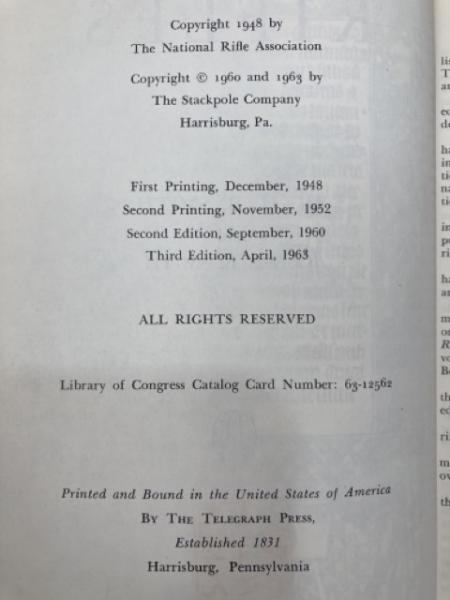 Copyright 1948 by
The National Rifle Association
Copyright © 1960 and 1963 by
The Stackpole Company
Harrisburg, Pa.
First Printing, December, 1948
Second Printing, November, 1952
Second Edition, September, 1960
Third Edition, April, 1963
ALL RIGHTS RESERVED
Library of Congress Catalog Card Number: 63-12562
Printed and Bound in the United States of America
By The Telegraph Press,
Established 1831
Harrisburg, Pennsylvania